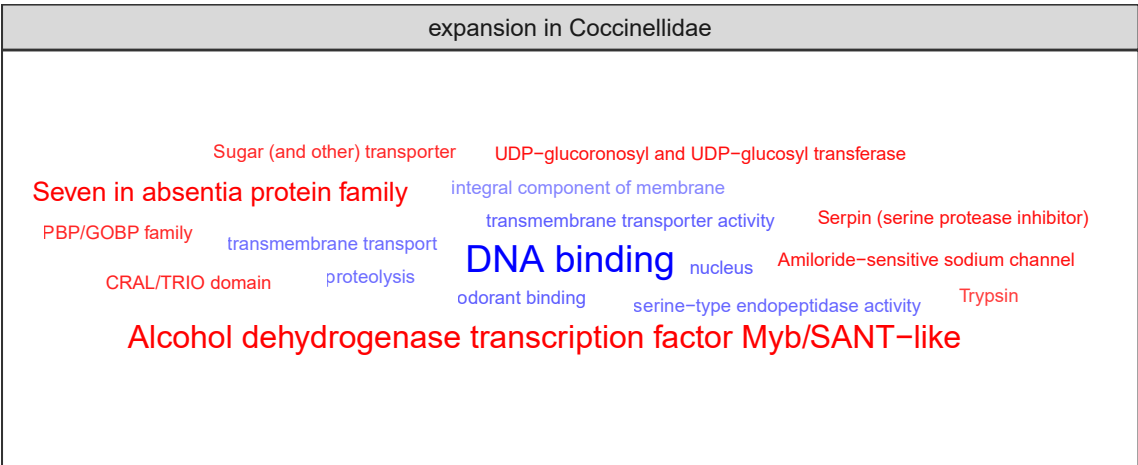 expansion in Coccinellidae
Sugar (and other) transporter
UDP−glucoronosyl and UDP−glucosyl transferase
Seven in absentia protein family
integral component of membrane
transmembrane transporter activity
Serpin (serine protease inhibitor)
PBP/GOBP family
transmembrane transport
DNA binding
nucleus
Amiloride−sensitive sodium channel
CRAL/TRIO domain
proteolysis
odorant binding
serine−type endopeptidase activity
Trypsin
Alcohol dehydrogenase transcription factor Myb/SANT−like